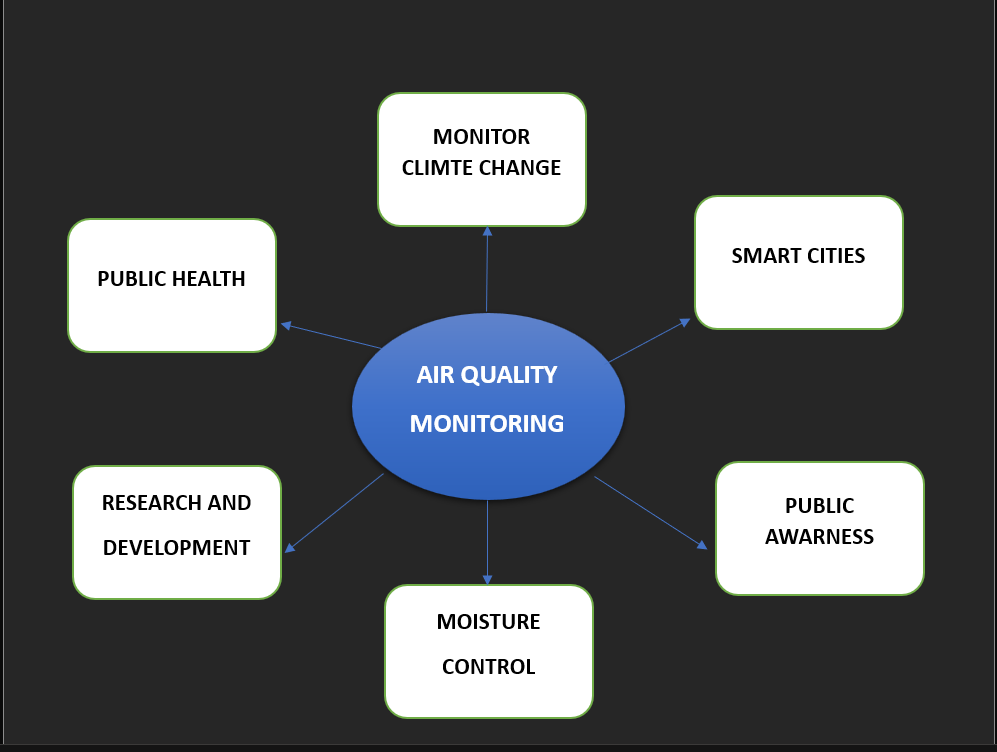 MONITOR
CLIMTE CHANGE
SMART CITIES
PUBLIC HEALTH
AIR QUALITY
MONITORING
RESEARCH AND
DEVELOPMENT
PUBLIC
AWARNESS
MOISTURE
CONTROL